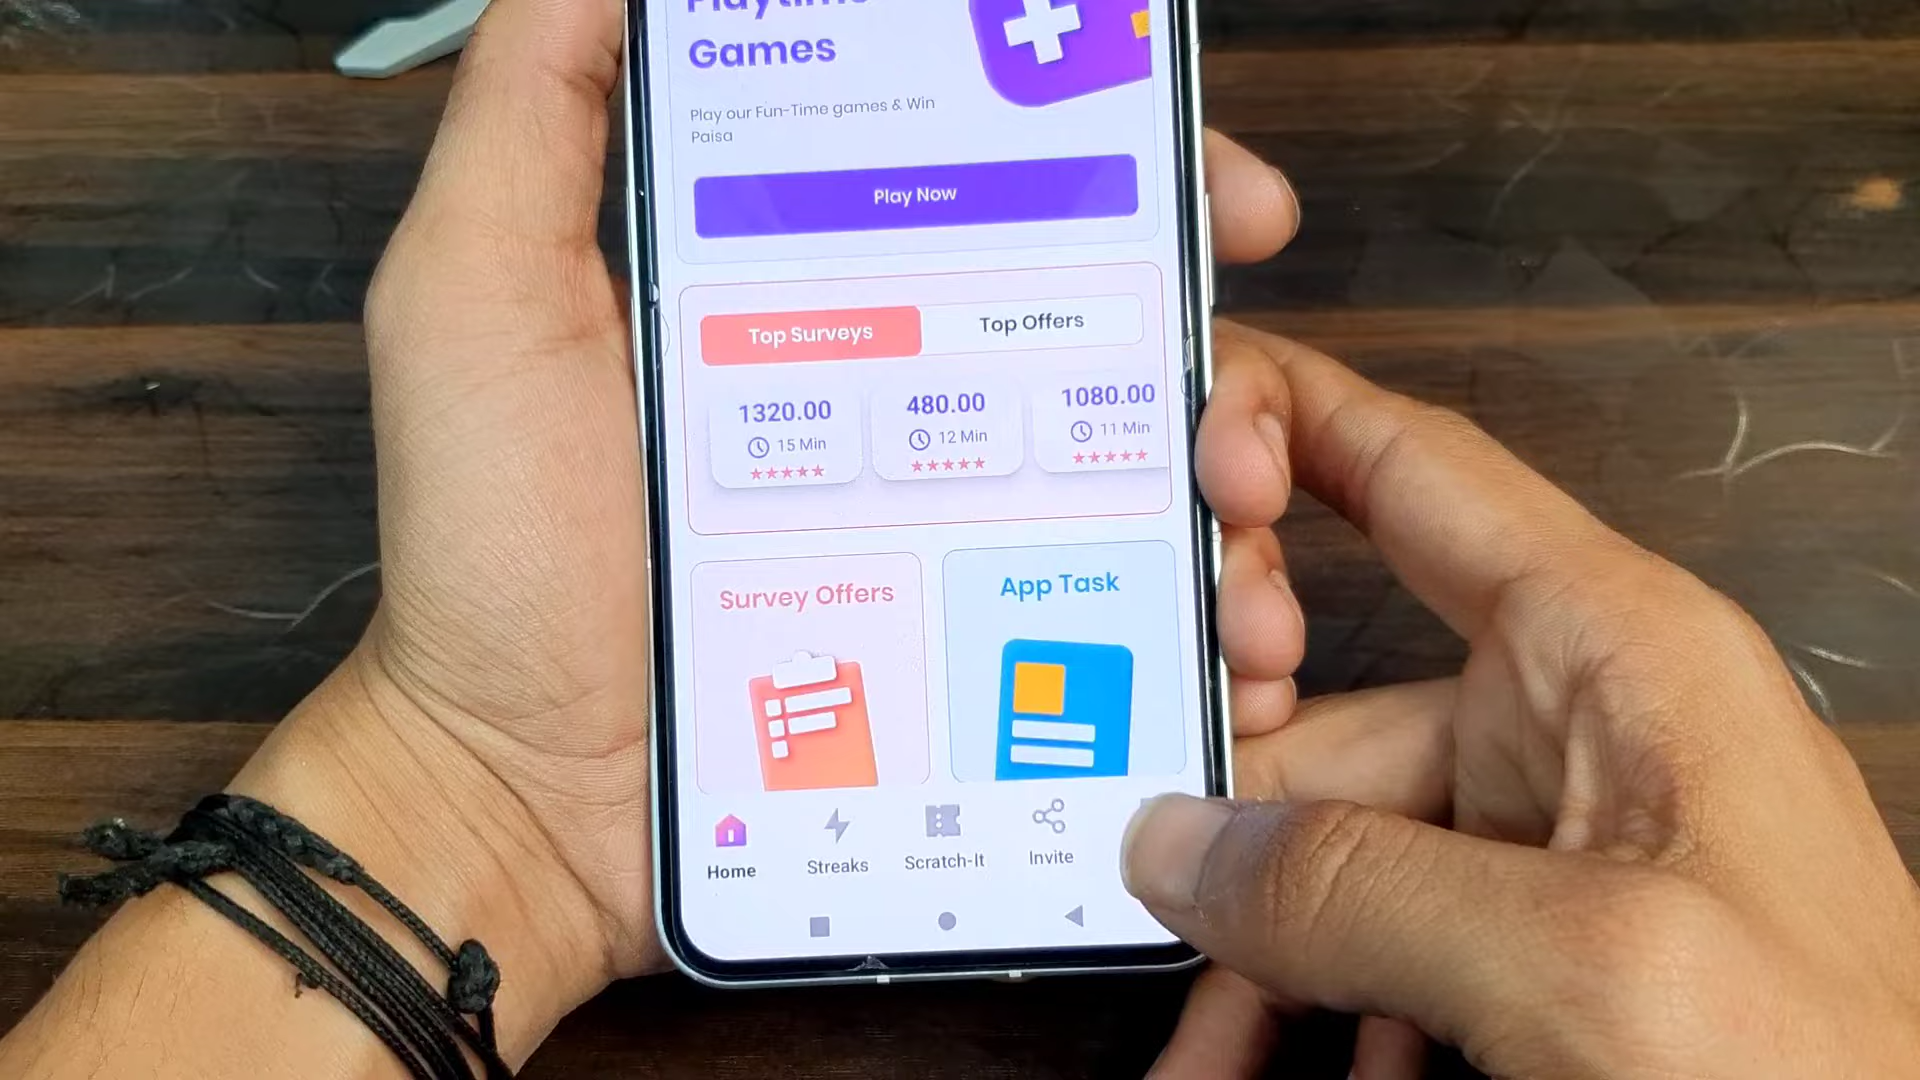 Playtime
Games
Play our Fun-Time games & Win
Paisa
Play Now
Top Surveys
Top Offers
1320.00
15 Min
480.00
12 Min
1080.00
11 Min
Survey Offers
App Task
Home
Streaks
Scratch-It
Invite